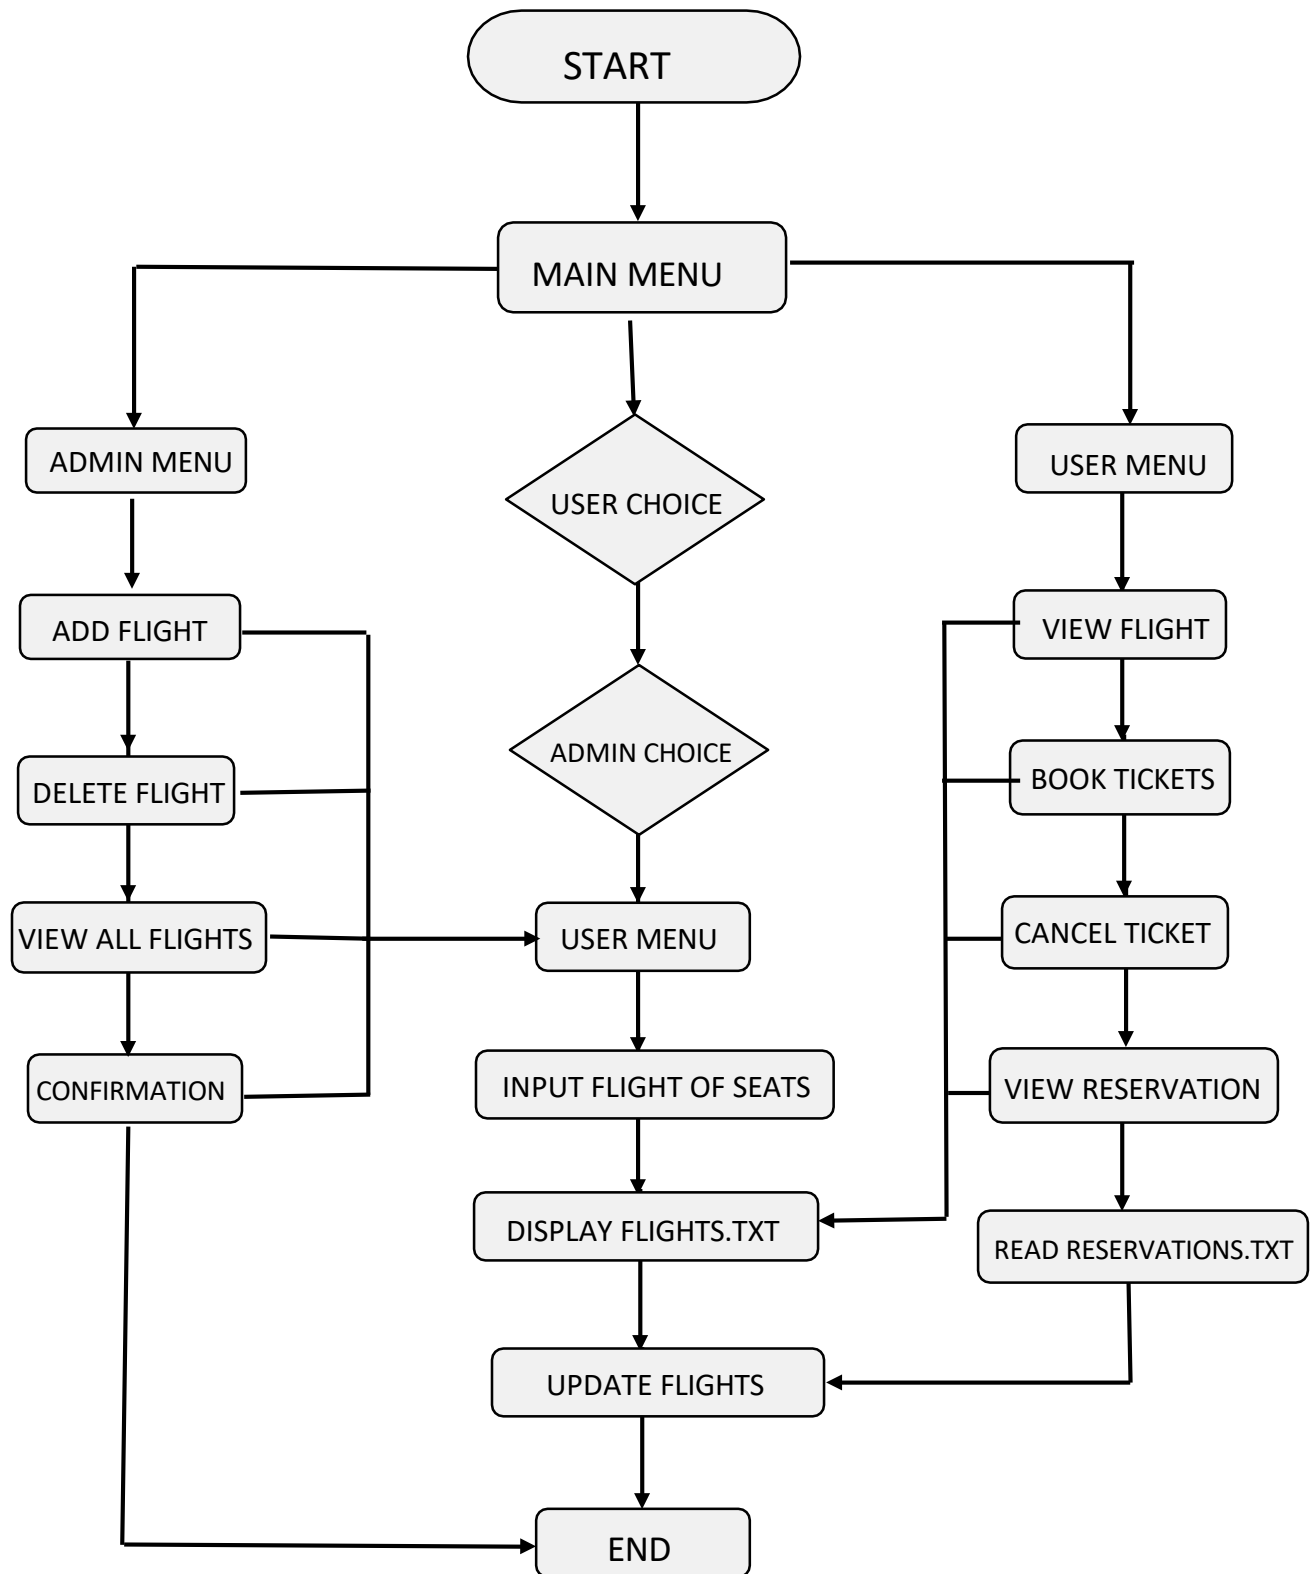 START
MAIN MENU
ADMIN MENU
USER CHOICE
USER MENU
ADD FLIGHT
VIEW FLIGHT
ADMIN CHOICE
DELETE FLIGHT
BOOK TICKETS
VIEW ALL FLIGHTS
USER MENU
CANCEL TICKET
CONFIRMATION
INPUT FLIGHT OF SEATS
VIEW RESERVATION
DISPLAY FLIGHTS.TXT
READ RESERVATIONS.TXT
UPDATE FLIGHTS
END